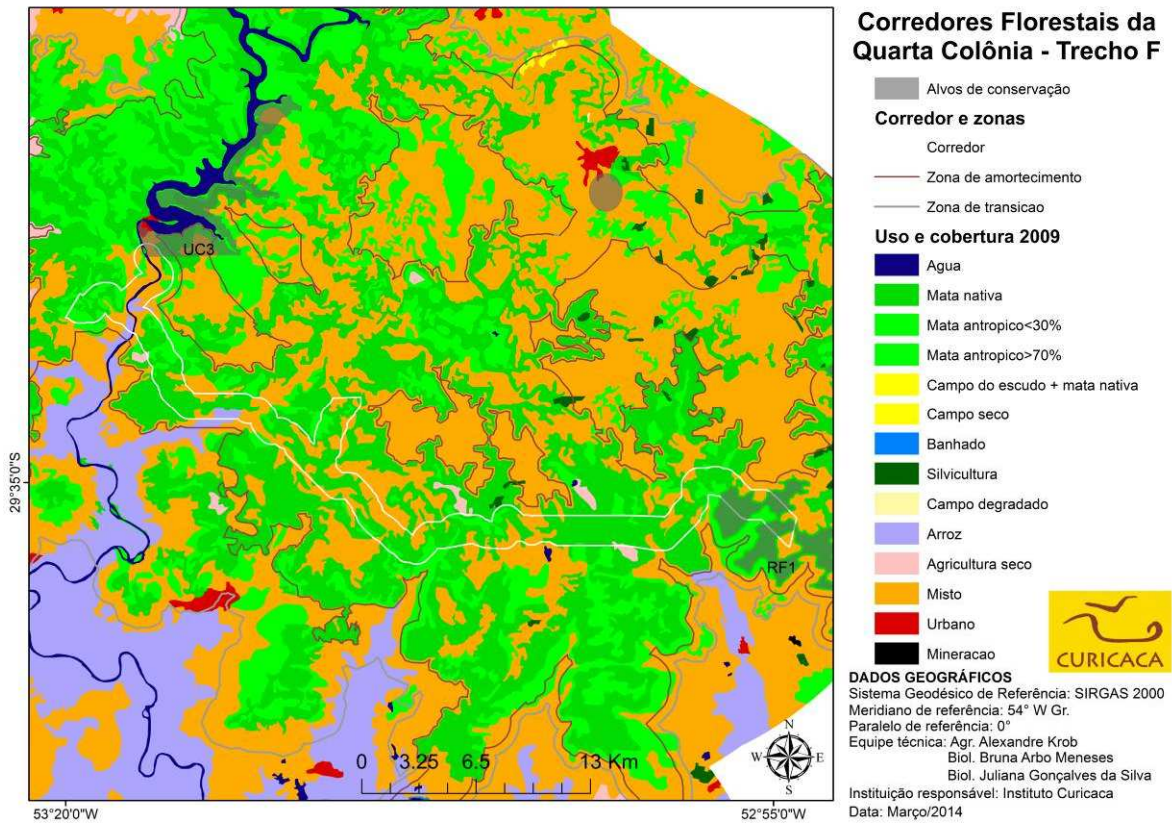 Corredores Florestais da
Quarta Colônia - Trecho F
Alvos de conservação
Corredor e zonas
Corredor
Zona de amortecimento
Zona de transicao
Uso e cobertura 2009
Agua
Mata nativa
Mata antropico<30%
Mata antropico>70%
Campo do escudo + mata nativa
Campo seco
Banhado
Silvicultura
Campo degradado
Arroz
Agricultura seco
Misto
Urbano
Mineracao
CURICACA
DADOS GEOGRÁFICOS
Sistema Geodésico de Referência: SIRGAS 2000
Meridiano de referência: 54° W Gr.
Paralelo de referência: 0°
Equipe técnica: Agr. Alexandre Krob
Biol. Bruna Arbo Meneses
Biol. Juliana Gonçalves da Silva
Instituição responsável: Instituto Curicaca
Data: Março/2014
UC3
RF1
29°35'0"S
0 3.25 6.5 13 Km
N
W E
S
53°20'0"W 52°55'0"W